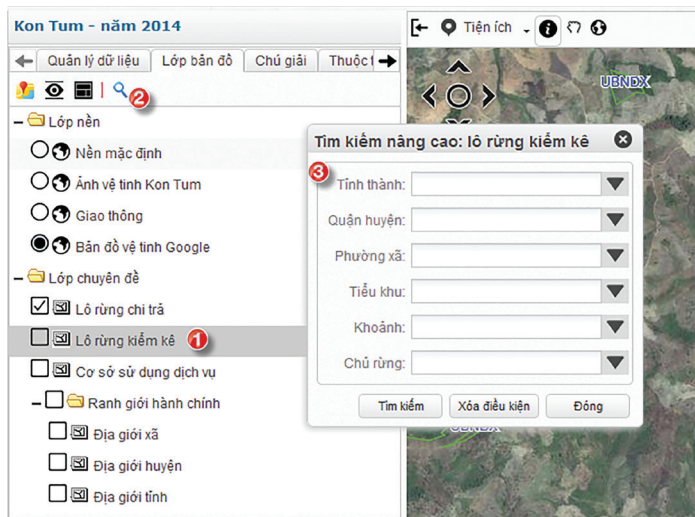 Kon Tum - năm 2014
Quản lý dữ liệu
Lớp bản đồ
Chú giải
Thuộc t
2
Lớp nền
Nền mặc định
Ảnh vệ tinh Kon Tum
Giao thông
Bản đồ vệ tinh Google
Lớp chuyên đề
Lô rừng chi trả
Lô rừng kiểm kê 1
Cơ sở sử dụng dịch vụ
Ranh giới hành chính
Địa giới xã
Địa giới huyện
Địa giới tỉnh
Tiện ích
UBNDX
Tìm kiếm nâng cao: lô rừng kiểm kê
3
Tỉnh thành:
Quận huyện:
Phường xã:
Tiểu khu:
Khoảnh:
Chủ rừng:
Tìm kiếm
Xóa điều kiện
Đóng
UBNDX